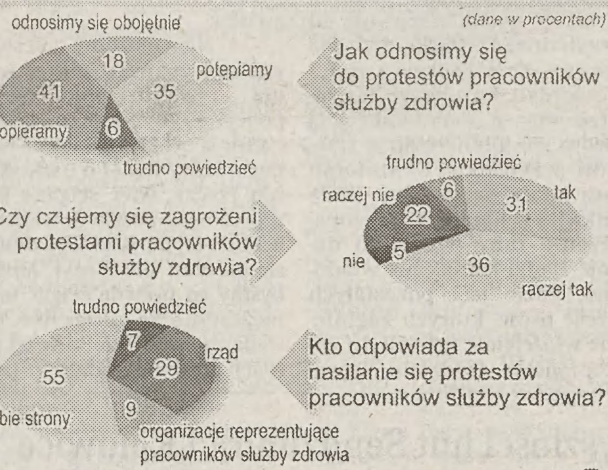 (dane w procentach)
odnosimy się obojętnie
18
potępiamy
41
35
opieramy
6
trudno powiedzieć
Jak odnosimy się
do protestów pracowników
służby zdrowia?
Czy czujemy się zagrożeni
protestami pracowników
służby zdrowia?
trudno powiedzieć
6
raczej nie
31
tak
22
nie
5
36
raczej tak
trudno powiedzieć
7
rząd
55
29
bie strony
9
organizacje reprezentujące
pracowników służby zdrowia
Kto odpowiada za
nasilanie się protestów
pracowników służby zdrowia?